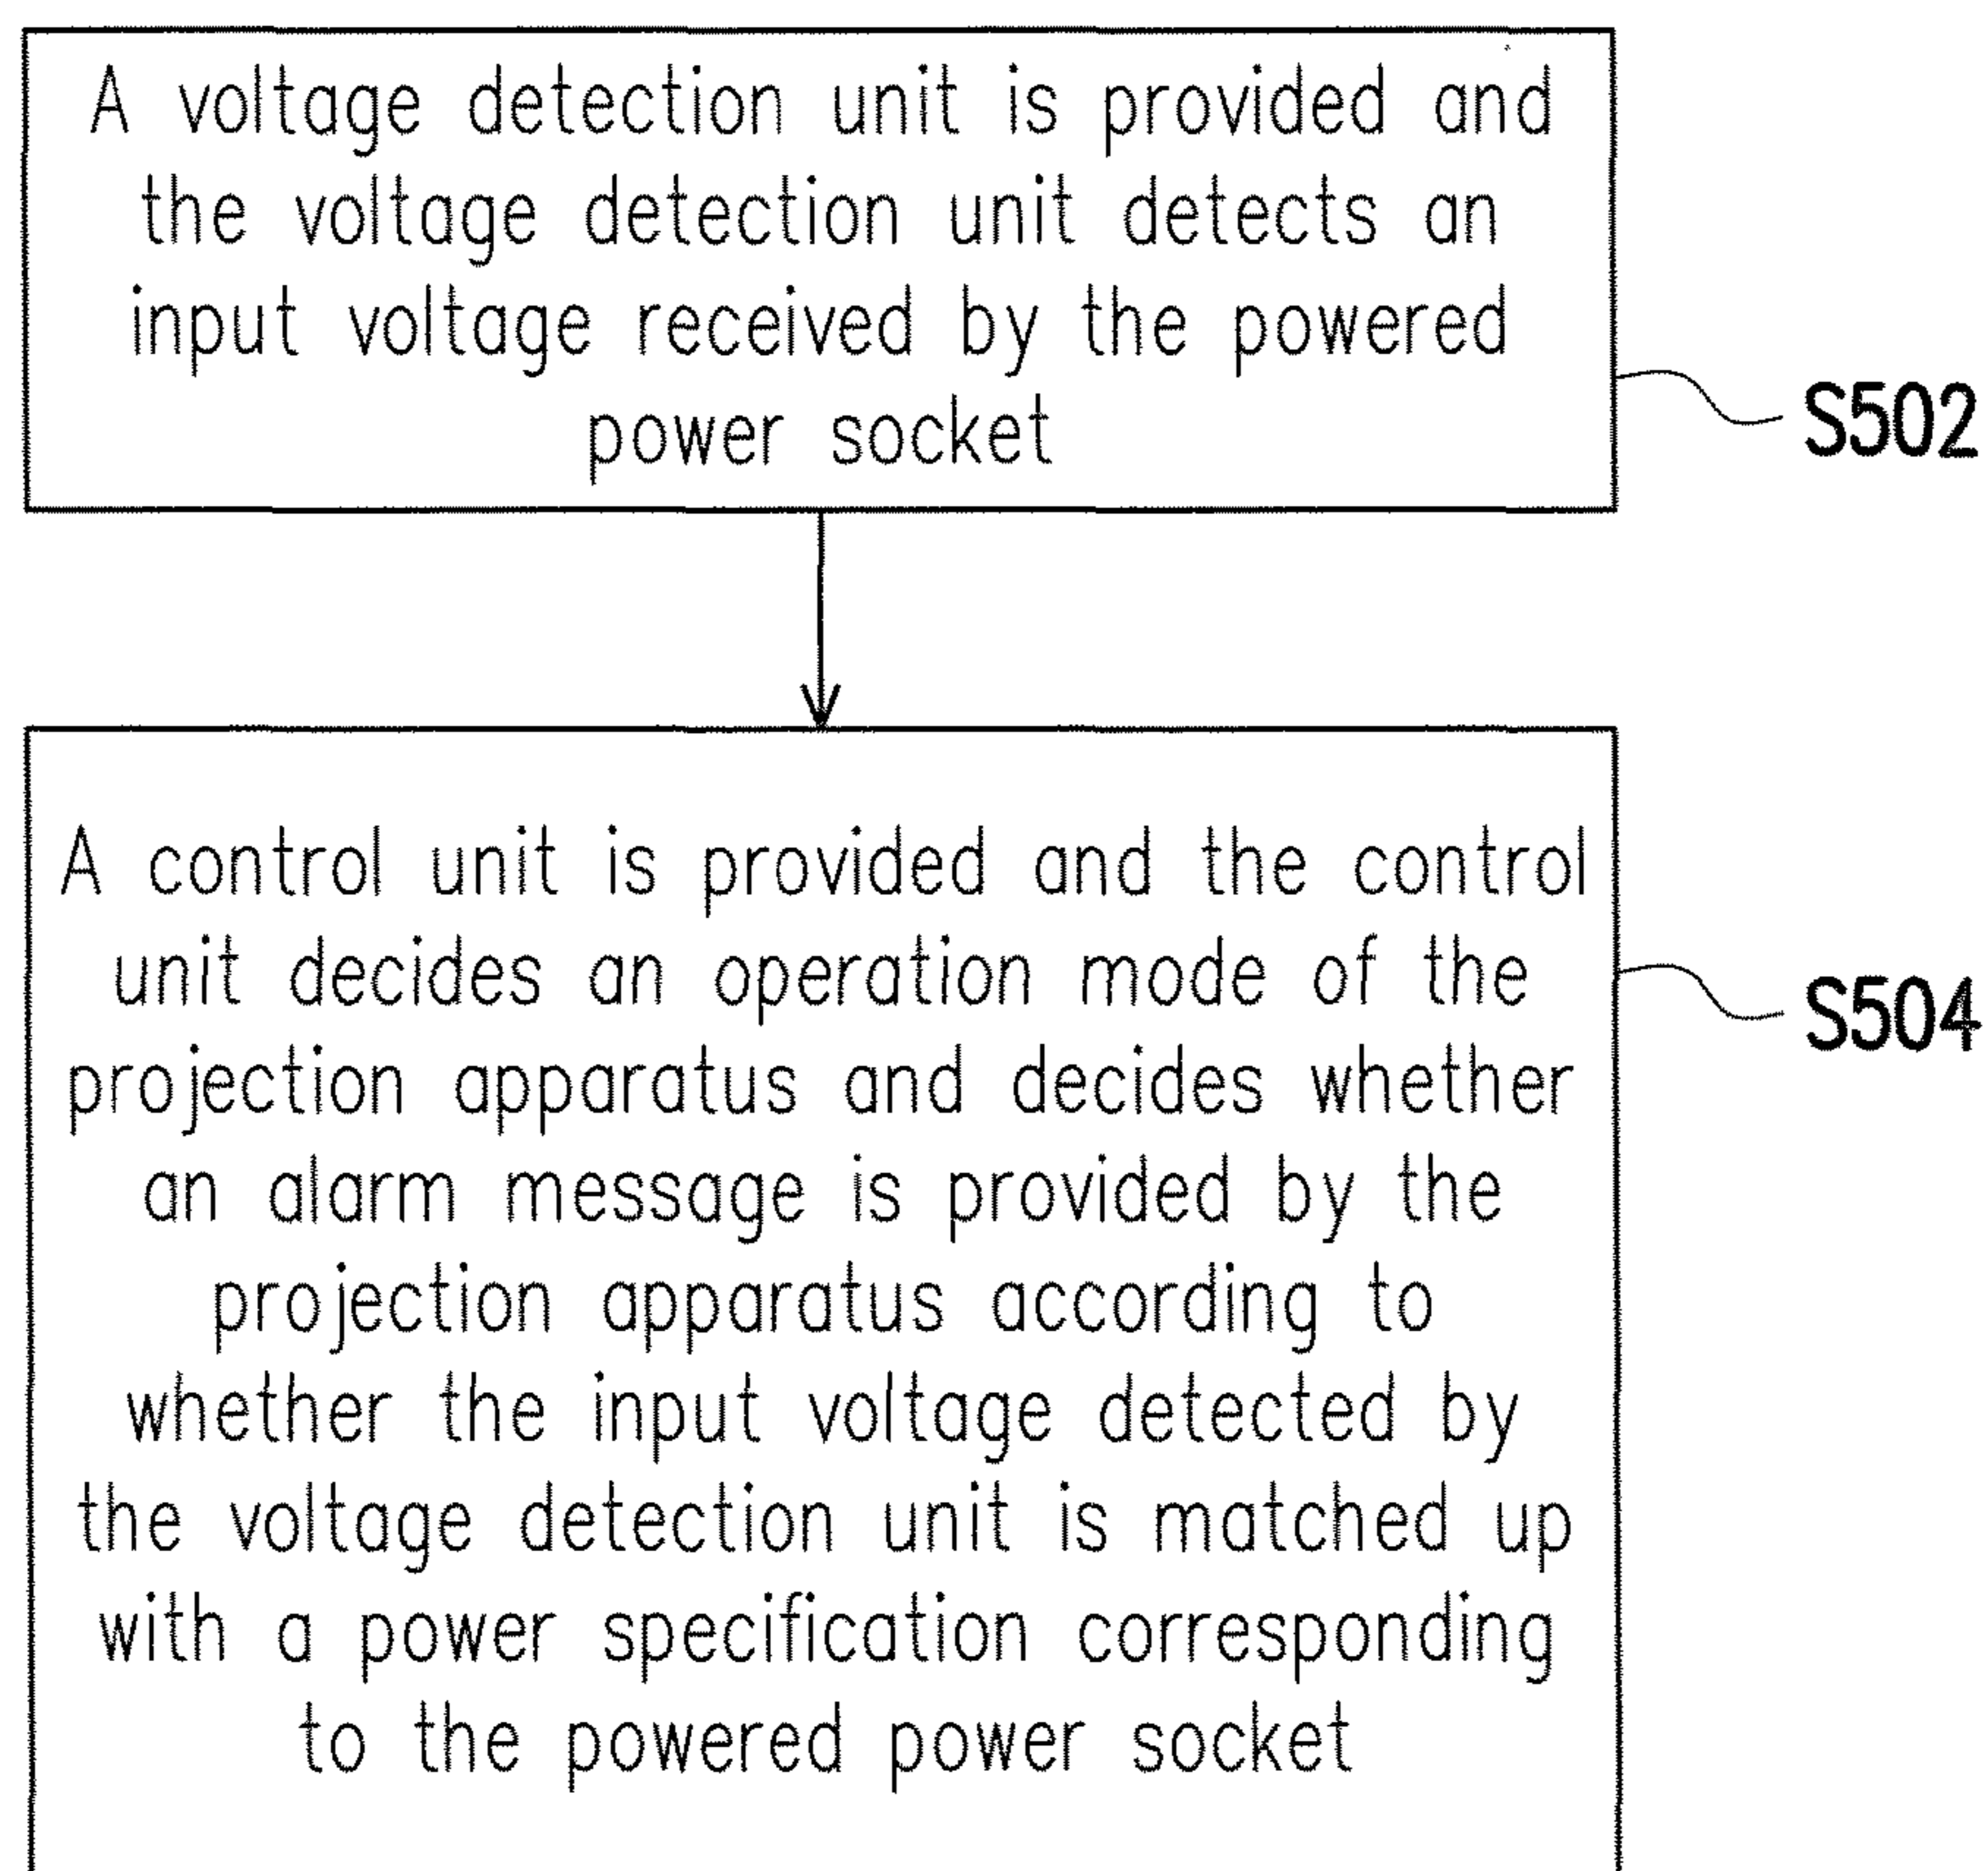 A voltage detection unit is provided and
the voltage detection unit detects an
input voltage received by the powered
power socket
S502
A control unit is provided and the control
unit decides an operation mode of the
projection apparatus and decides whether
an alarm message is provided by the
projection apparatus according to
whether the input voltage detected by
the voltage detection unit is matched up
with a power specification corresponding
to the powered power socket
S504